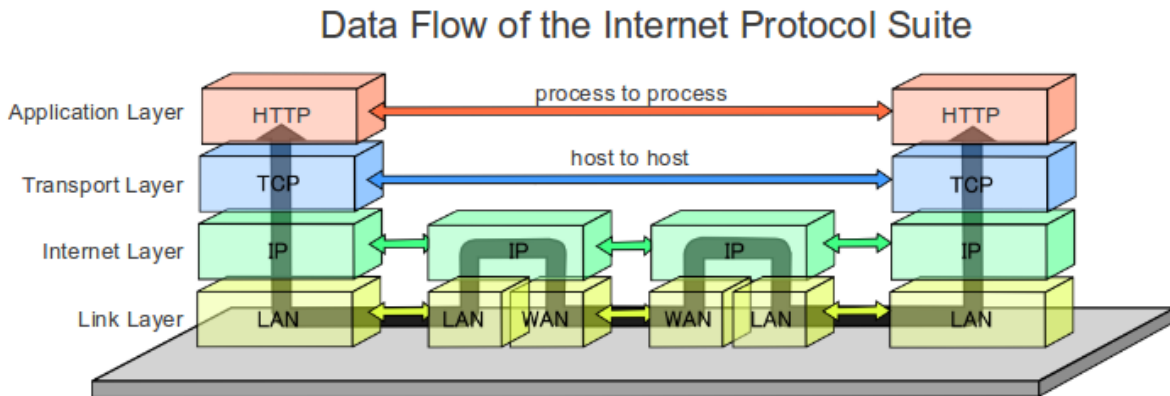 Data Flow of the Internet Protocol Suite
Application Layer HTTP process to process HTTP
Transport Layer TCP host to host TCP
Internet Layer IP IP IP IP
Link Layer LAN LAN WAN WAN LAN LAN